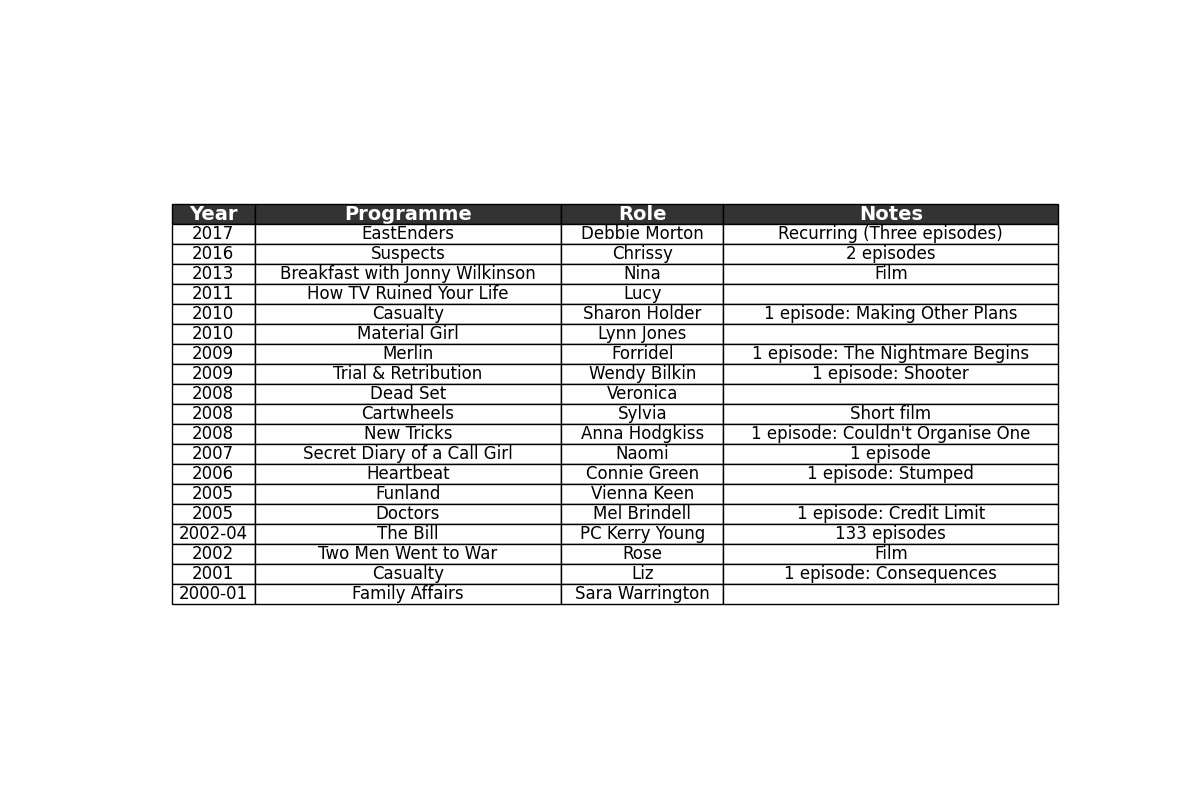 Year Programme Role Notes
2017 EastEnders Debbie Morton Recurring (Three episodes)
2016 Suspects Chrissy 2 episodes
2013 Breakfast with Jonny Wilkinson Nina Film
2011 How TV Ruined Your Life Lucy
2010 Casualty Sharon Holder 1 episode: Making Other Plans
2010 Material Girl Lynn Jones
2009 Merlin Forridel 1 episode: The Nightmare Begins
2009 Trial & Retribution Wendy Bilkin 1 episode: Shooter
2008 Dead Set Veronica
2008 Cartwheels Sylvia Short film
2008 New Tricks Anna Hodgkiss 1 episode: Couldn't Organise One
2007 Secret Diary of a Call Girl Naomi 1 episode
2006 Heartbeat Connie Green 1 episode: Stumped
2005 Funland Vienna Keen
2005 Doctors Mel Brindell 1 episode: Credit Limit
2002-04 The Bill PC Kerry Young 133 episodes
2002 Two Men Went to War Rose Film
2001 Casualty Liz 1 episode: Consequences
2000-01 Family Affairs Sara Warrington